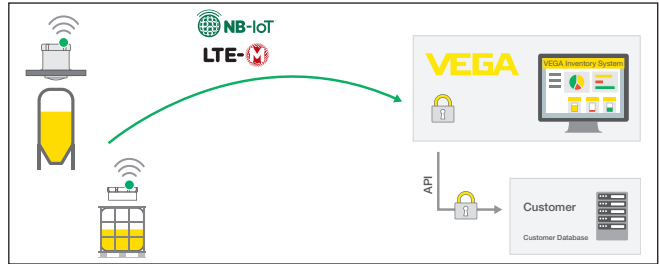 NB-IoT
LTE-M
VEGA
VEGA Inventory System
API
Customer
Customer Database